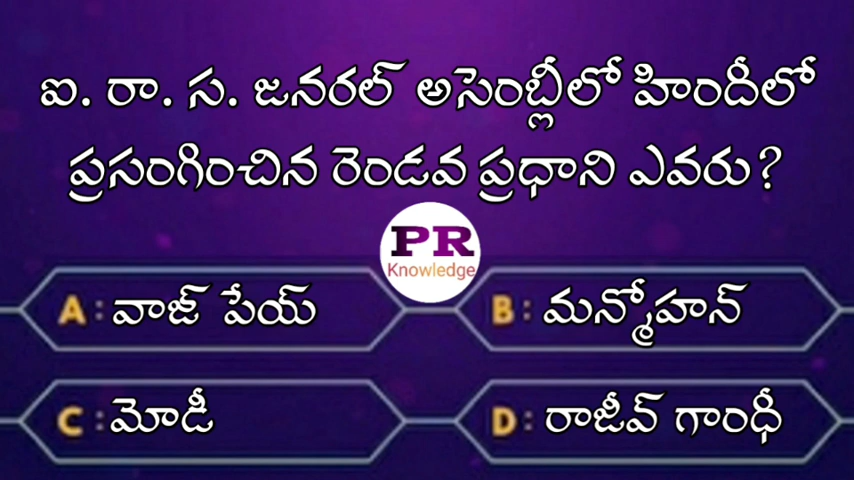 ఐ. రా. స. జనరల్ అసెంబ్లీలో హిందీలో
ప్రసంగించిన రెండవ ప్రధాని ఎవరు?
PR
Knowledge
A : వాజ్ పేయ్
B : మన్మోహన్
C : మోడీ
D : రాజీవ్ గాంధీ